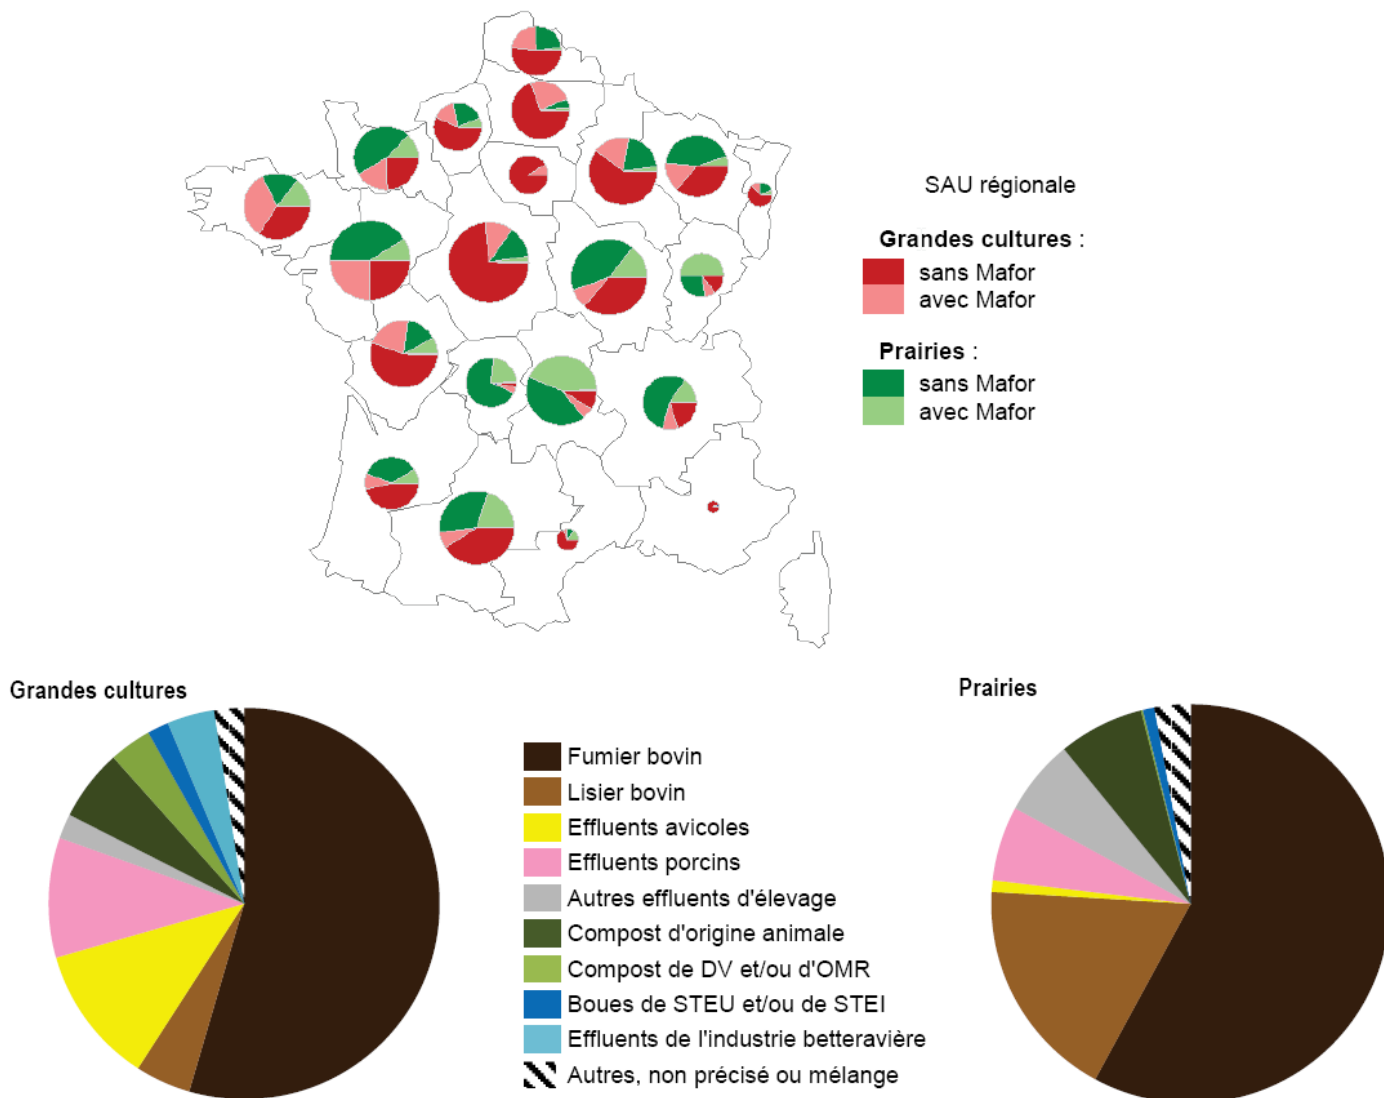 SAU régionale
Grandes cultures :
sans Mafor
avec Mafor
Prairies :
sans Mafor
avec Mafor
Grandes cultures
Prairies
Fumier bovin
Lisier bovin
Effluents avicoles
Effluents porcins
Autres effluents d'élevage
Compost d'origine animale
Compost de DV et/ou d'OMR
Boues de STEU et/ou de STEI
Effluents de l'industrie betteravière
Autres, non précisé ou mélange